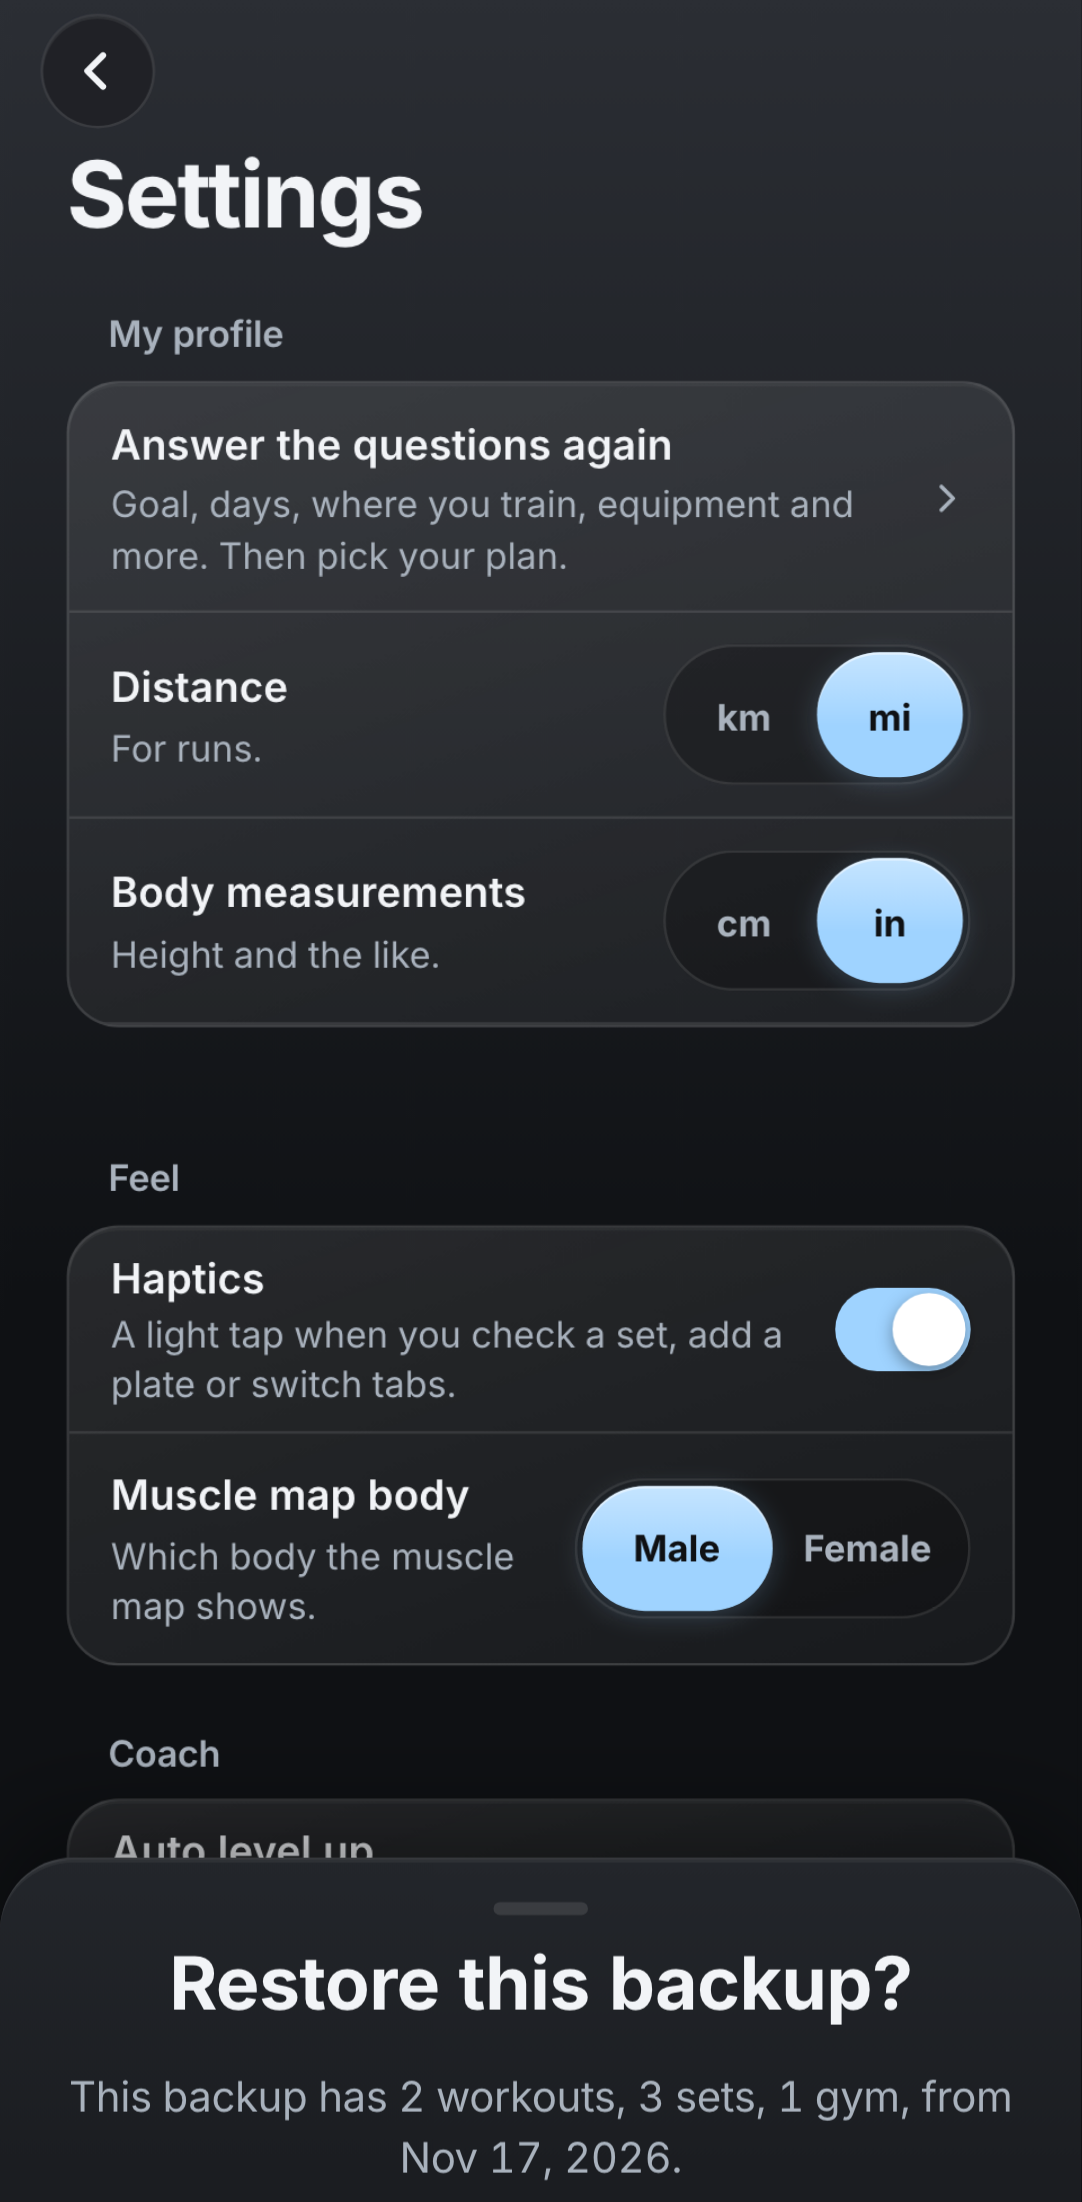 Settings
My profile
Answer the questions again
Goal, days, where you train, equipment and
more. Then pick your plan.
Distance
For runs.
km
mi
Body measurements
Height and the like.
cm
in
Feel
Haptics
A light tap when you check a set, add a
plate or switch tabs.
Muscle map body
Which body the muscle
map shows.
Male
Female
Coach
Auto level up
Restore this backup?
This backup has 2 workouts, 3 sets, 1 gym, from
Nov 17, 2026.